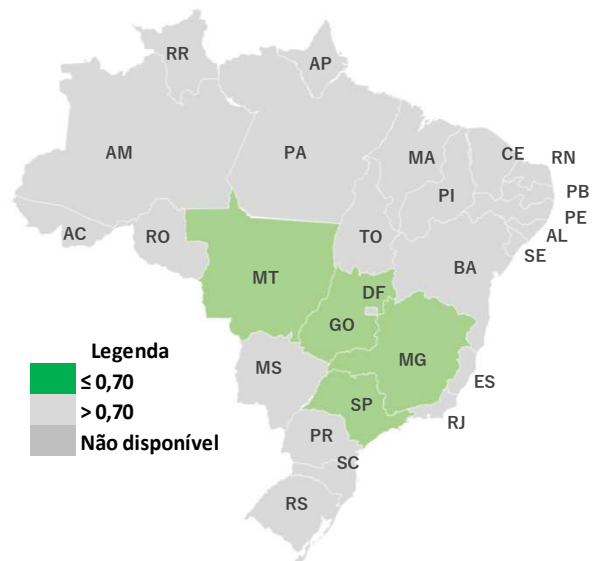 RR
AP
AM
PA
MA
CE
RN
PI
PB
PE
AC
RO
TO
AL
SE
BA
MT
DF
GO
MG
MS
ES
SP
RJ
PR
SC
RS
Legenda
≤ 0,70
> 0,70
Não disponível